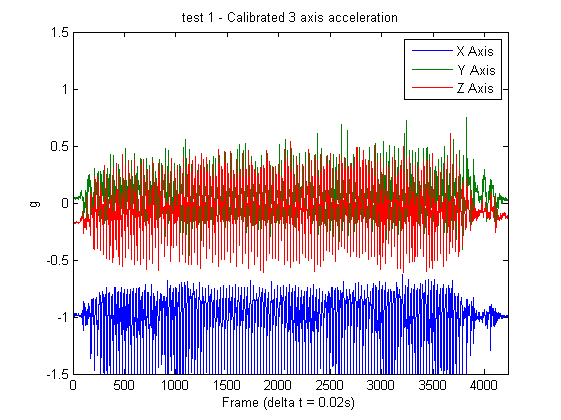 test 1 - Calibrated 3 axis acceleration
1.5
1
0.5
0
-0.5
-1
-1.5
g
X Axis
Y Axis
Z Axis
0
500
1000
1500
2000
2500
3000
3500
4000
Frame (delta t = 0.02s)